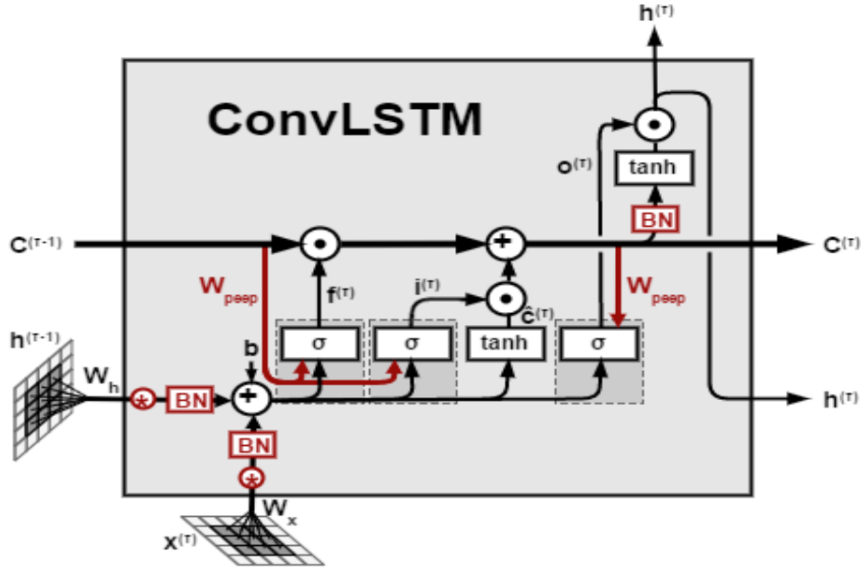 h(τ)
ConvLSTM
o(τ)
tanh
BN
C(τ-1)
+
C(τ)
Wpeep
f(τ)
i(τ)
Wpeep
ĉ(τ)
h(τ-1)
b
σ
σ
tanh
σ
Wh
*
BN
+
h(τ)
BN
*
Wx
x(τ)